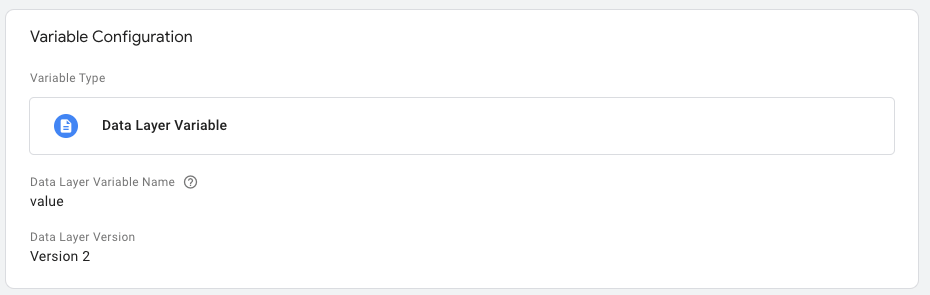 Variable Configuration
Variable Type
Data Layer Variable
Data Layer Variable Name
value
Data Layer Version
Version 2